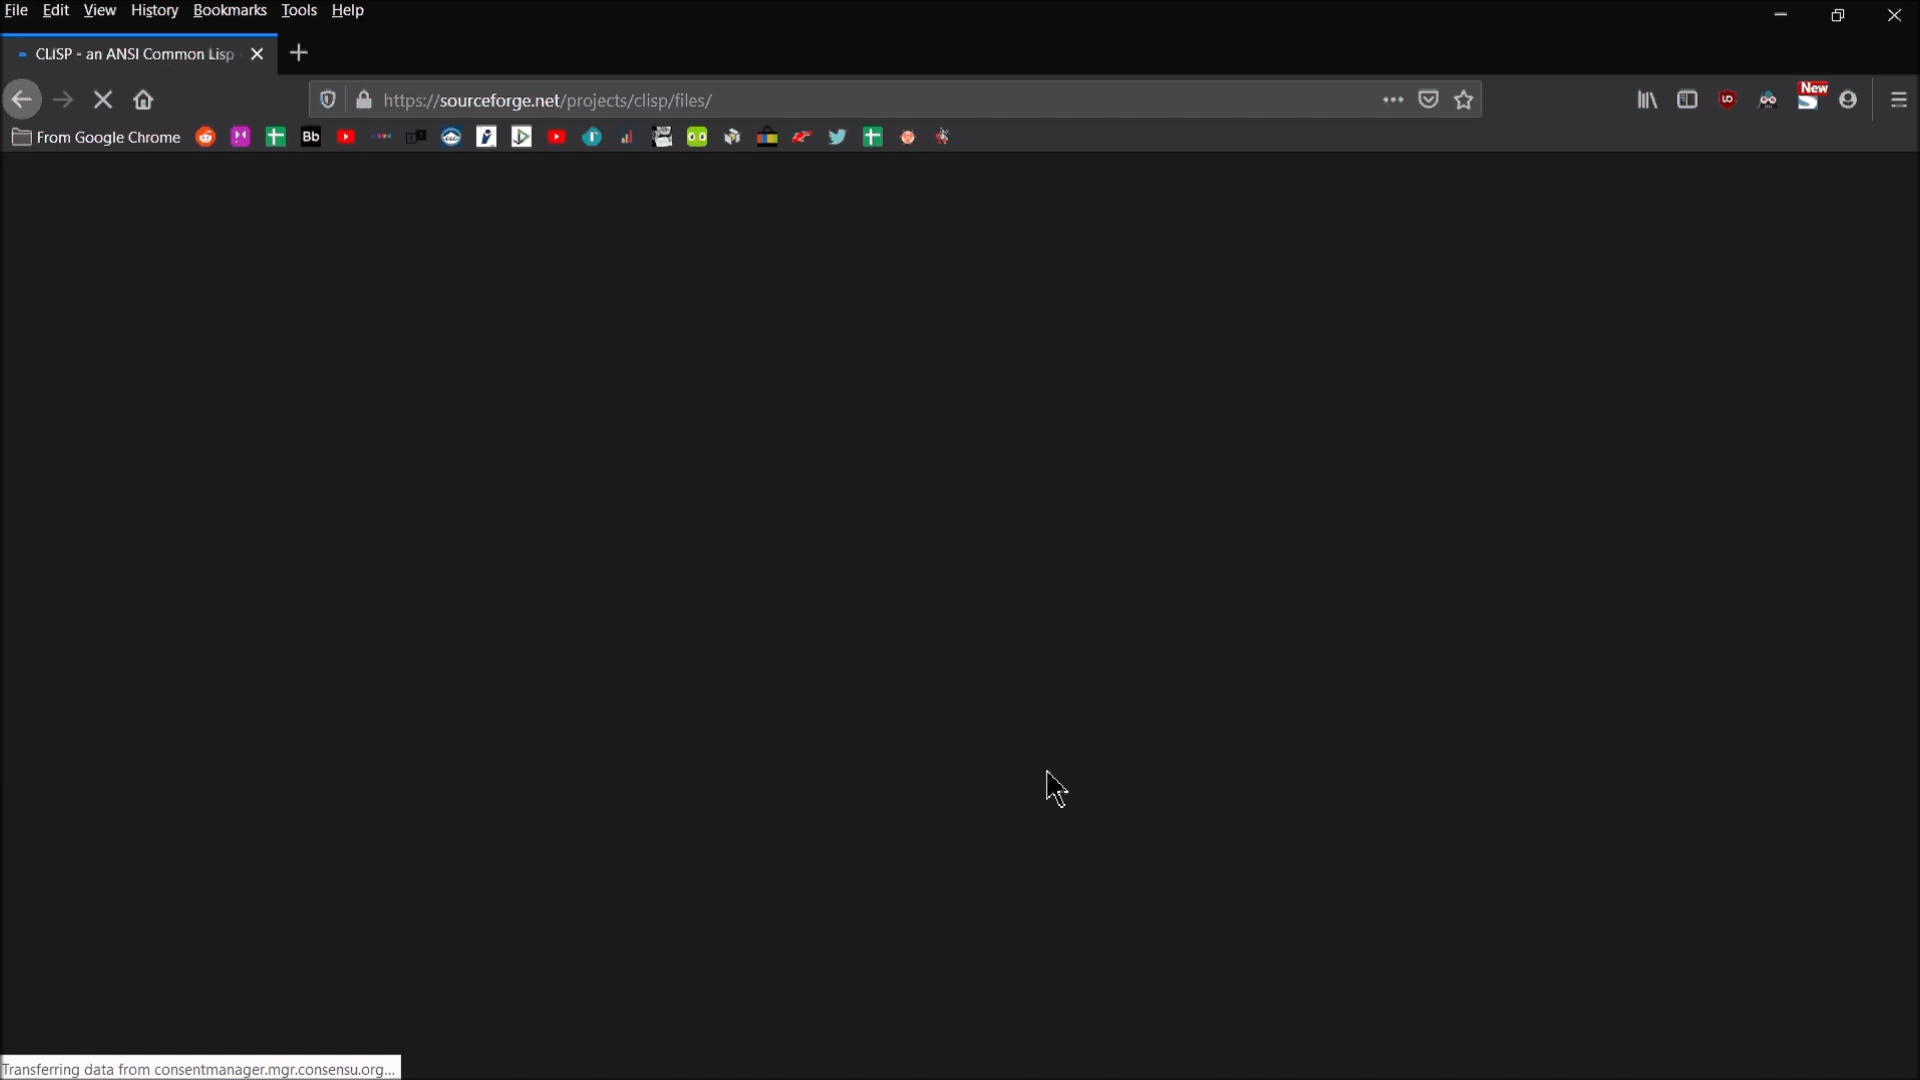 File Edit View History Bookmarks Tools Help
CLiSP - an ANSI Common Lisp
https://sourceforge.net/projects/clisp/files/
New
From Google Chrome
Bb
Transferring data from consentmanager.mgr.consensu.org...